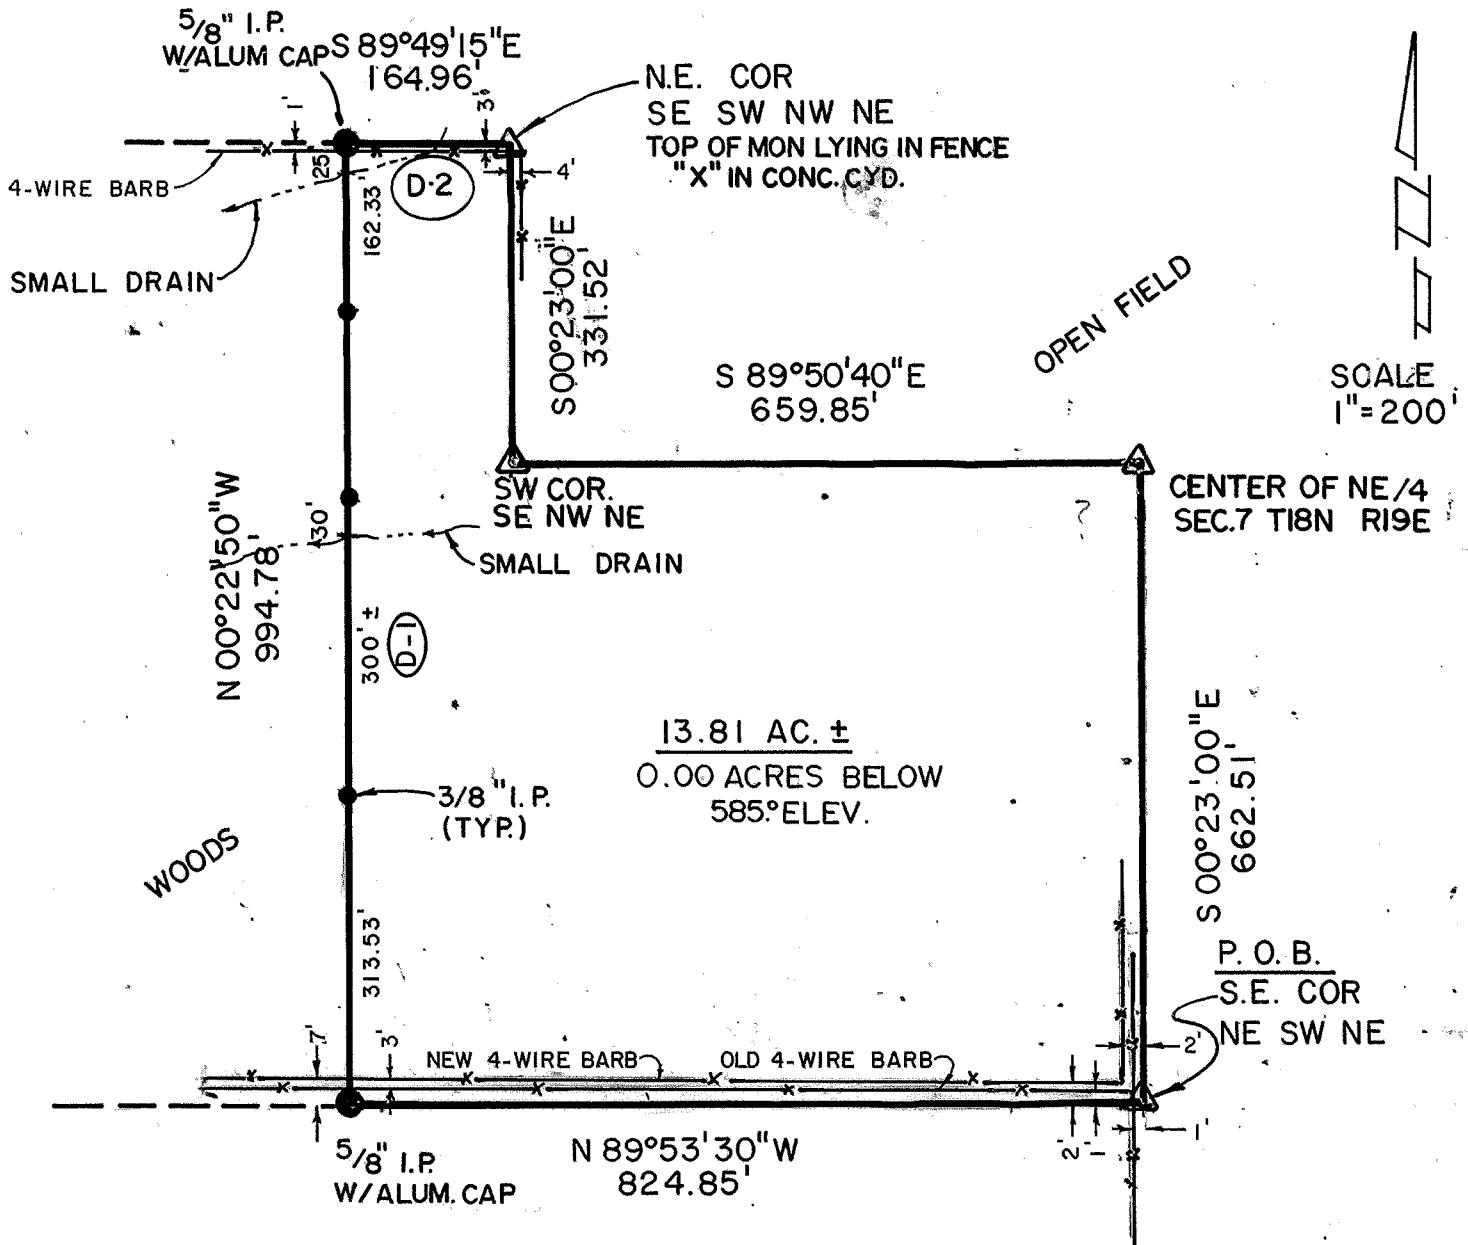 5/8" I.P.
W/ALUM CAP
S 89°49'15"E
164.96'
1'
3'
N.E. COR
SE SW NW NE
TOP OF MON LYING IN FENCE
"X" IN CONC. CYD.
4-WIRE BARB
25'
162.33'
D-2
4'
SMALL DRAIN
S00°23'00"E
331.52'
OPEN FIELD
S 89°50'40"E
659.85'
SCALE
1"=200'
SW COR.
SE NW NE
CENTER OF NE/4
SEC.7 T18N R19E
N 00°22'50"W
994.78'
30'
SMALL DRAIN
300' ±
D-1
13.81 AC. ±
0.00 ACRES BELOW
585.° ELEV.
3/8" I.P.
(TYP.)
S 00°23'00"E
662.51'
WOODS
313.53'
P. O. B.
S.E. COR
NE SW NE
7'
3'
NEW 4-WIRE BARB
OLD 4-WIRE BARB
2'
2'
1'
1'
5/8" I.P.
W/ALUM. CAP
N 89°53'30"W
824.85'